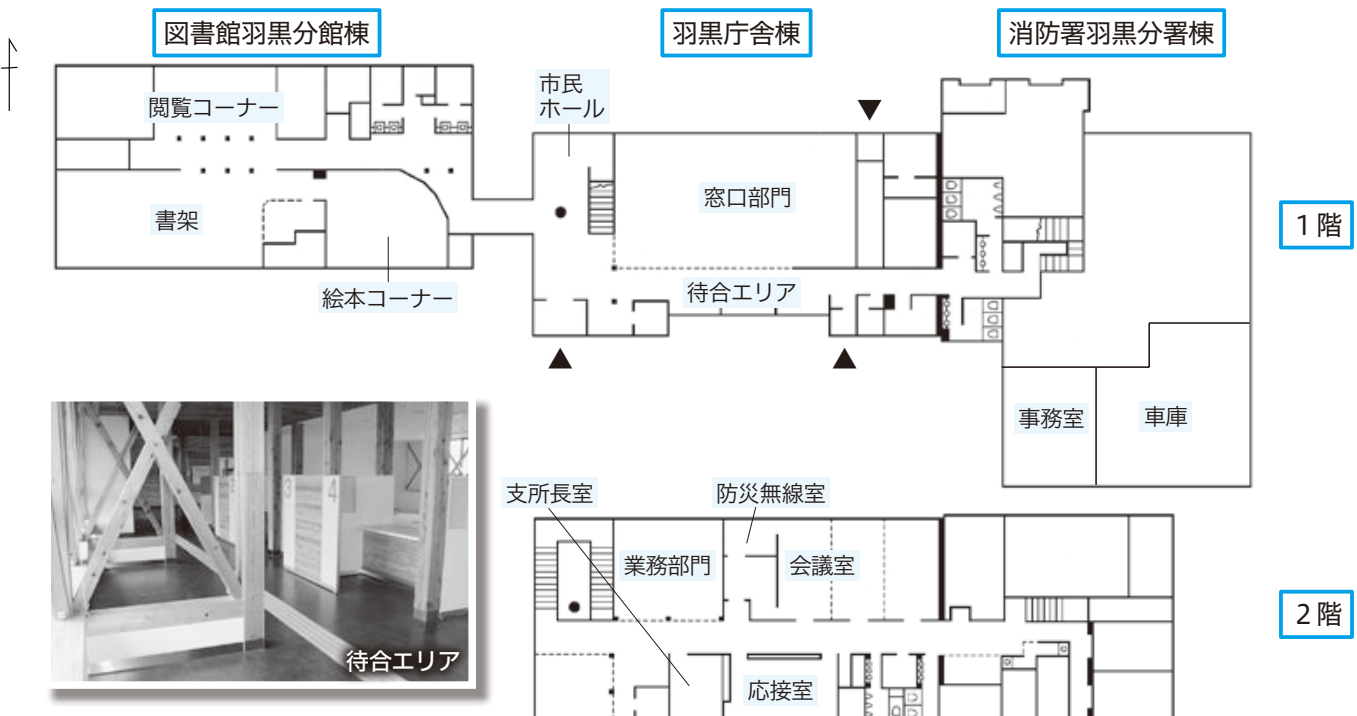 図書館羽黒分館棟
羽黒庁舎棟
消防署羽黒分署棟
閲覧コーナー
市民
ホール
窓口部門
書架
1階
絵本コーナー
待合エリア
事務室
車庫
3 4
待合エリア
支所長室
防災無線室
業務部門
会議室
2階
応接室